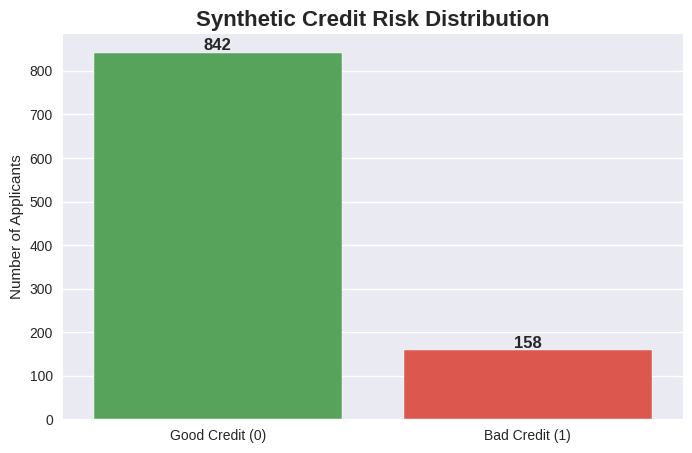 Synthetic Credit Risk Distribution
842
158
Number of Applicants
800
700
600
500
400
300
200
100
0
Good Credit (0)
Bad Credit (1)